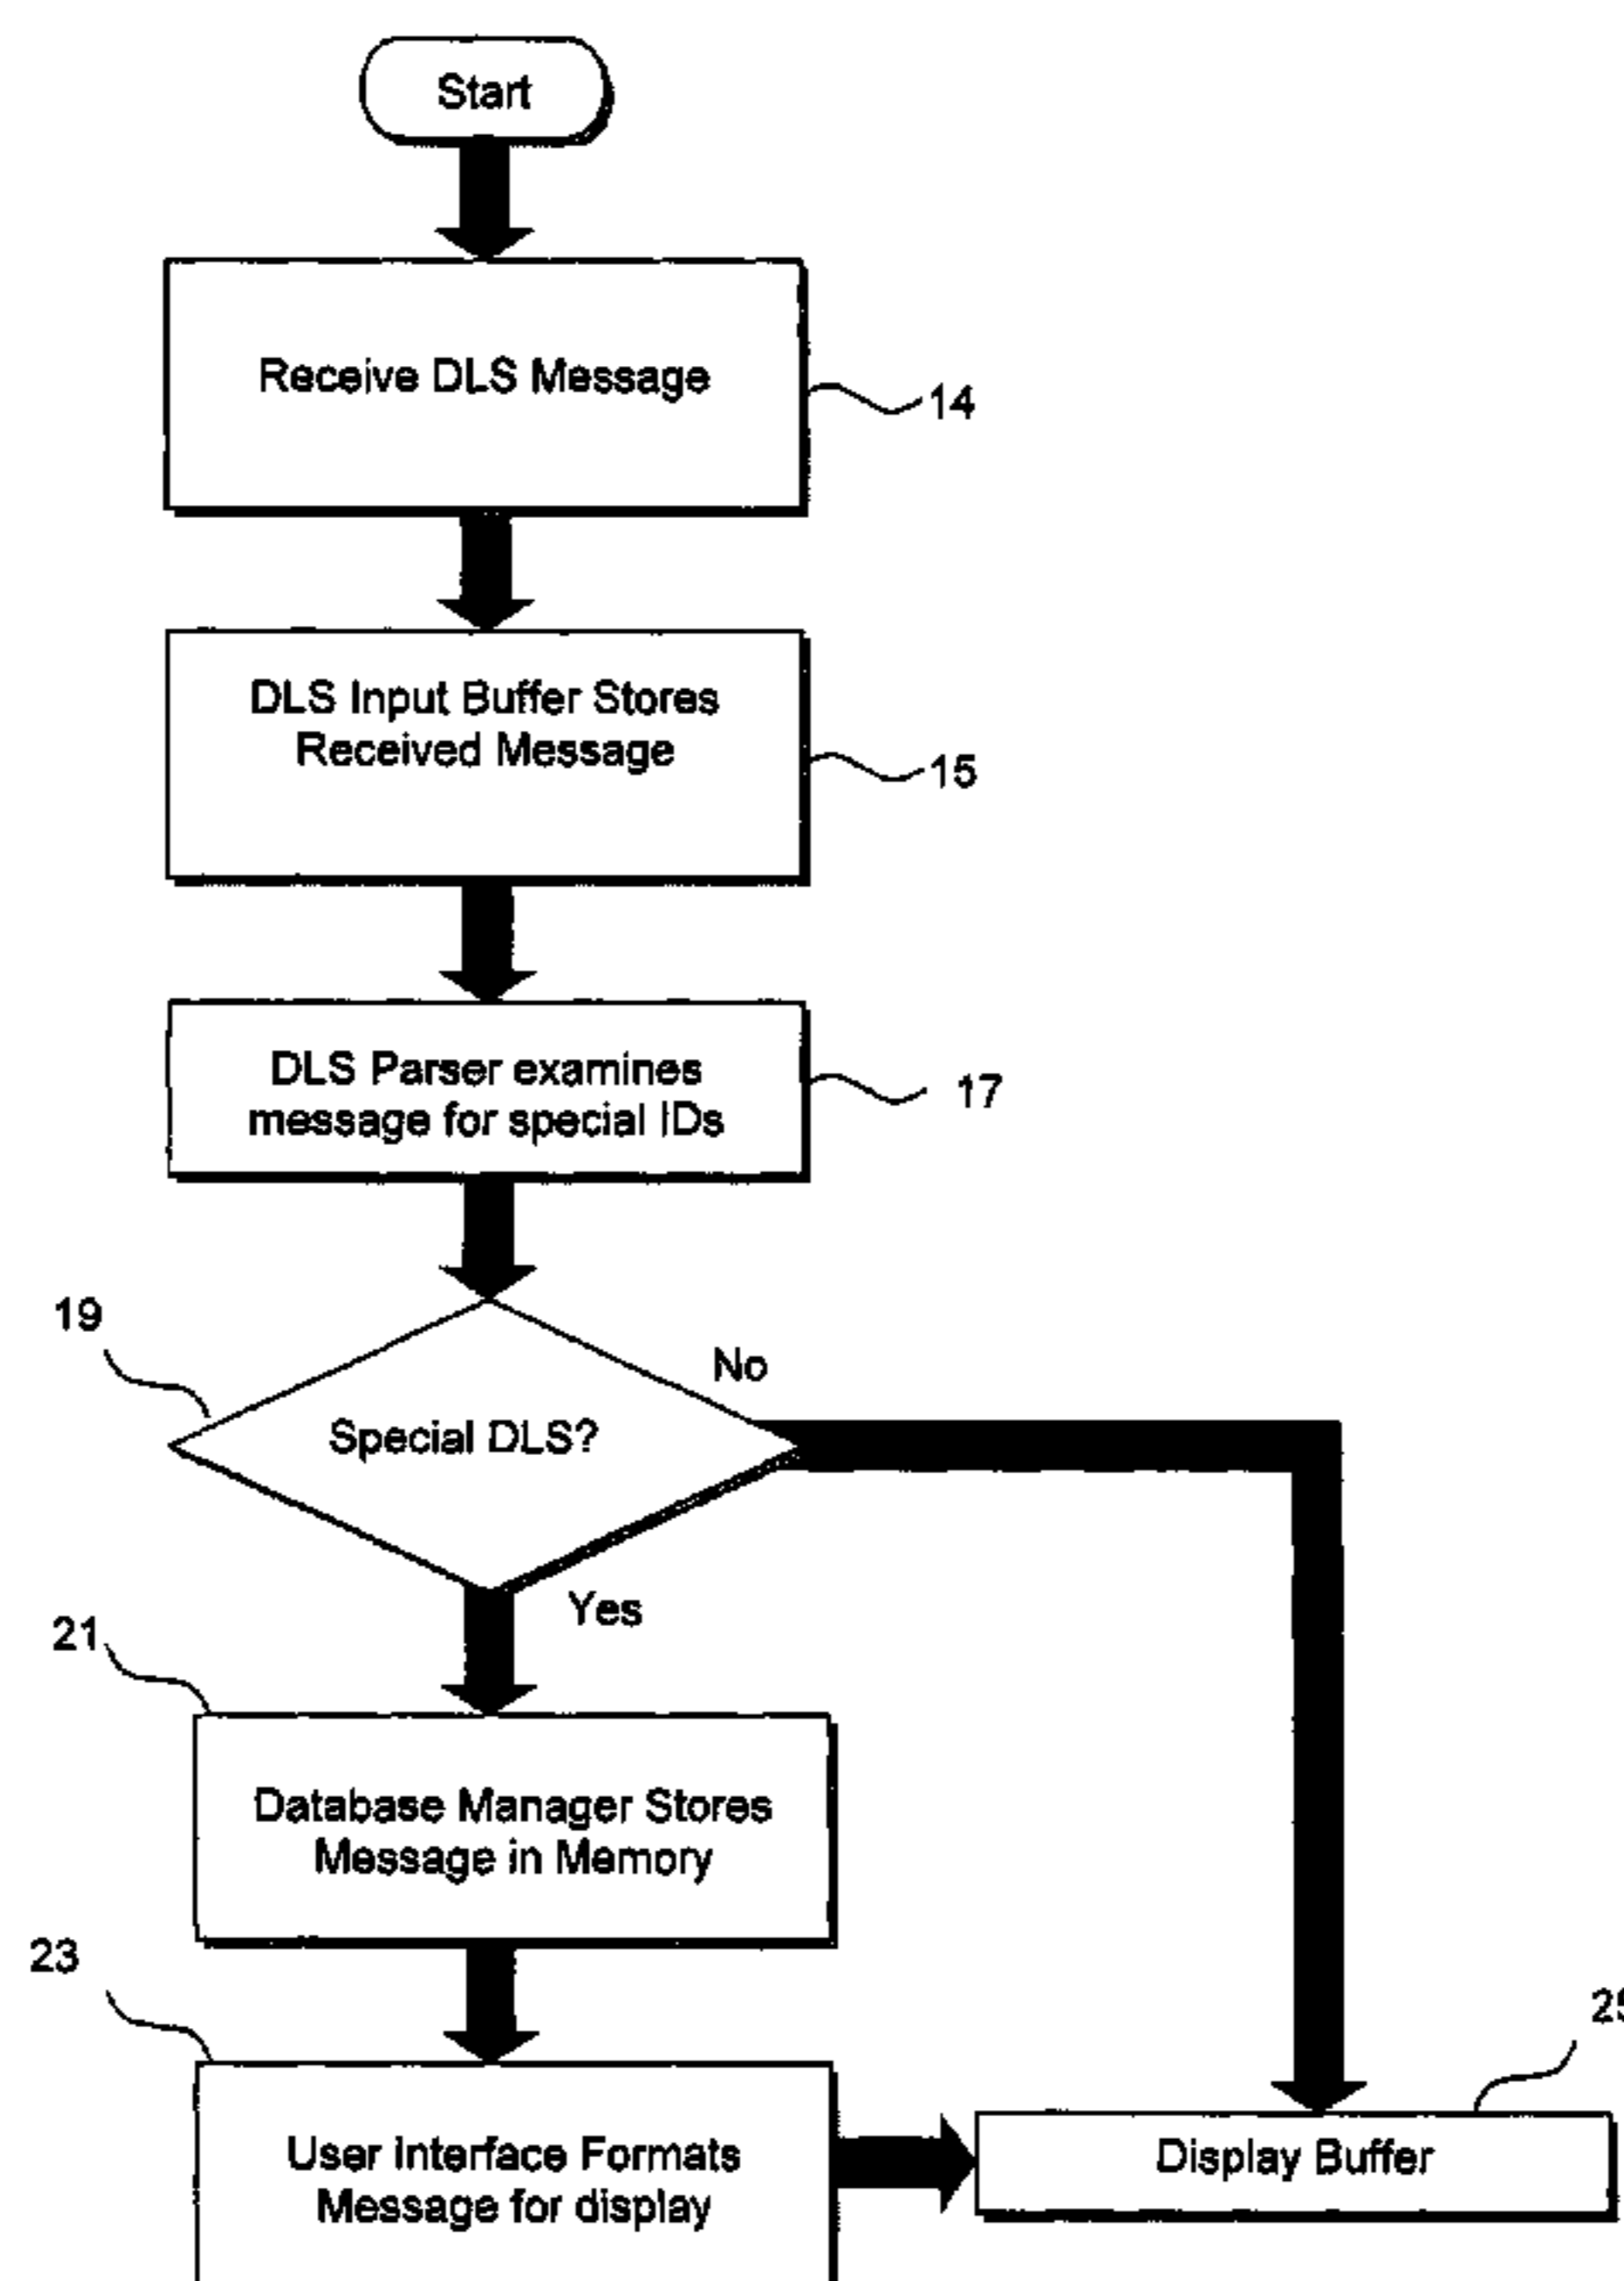 Start
Receive DLS Message
14
DLS Input Buffer Stores
Received Message
15
DLS Parser examines
message for special IDs
17
19
No
Special DLS?
Yes
21
Database Manager Stores
Message in Memory
23
User Interface Formats
Message for display
Display Buffer